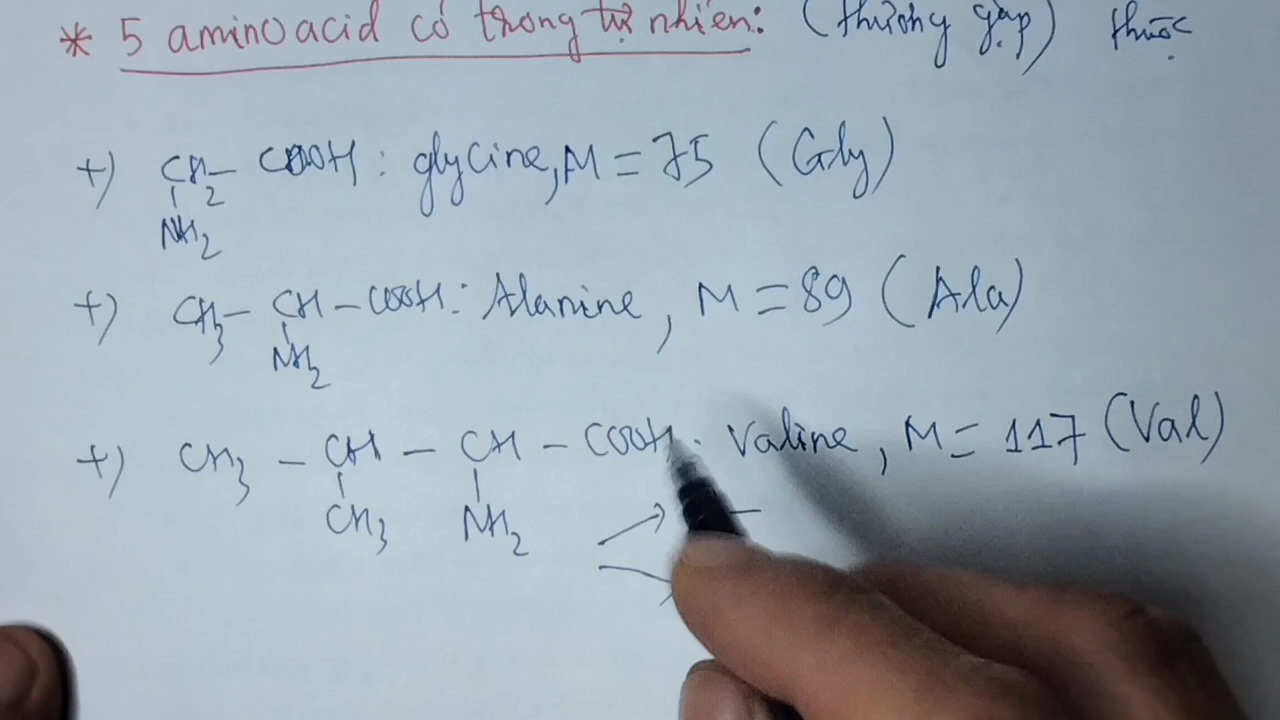 * 5 amino acid có trong tự nhiên: (thường gặp) thuộc
+) CH2- COOH : glycine, M = 75 (Gly)
NH2
+) CH3- CH - COOH : Alanine, M = 89 (Ala)
NH2
+) CH3 - CH - CH - COOH : Valine, M = 117 (Val)
CH3 NH2